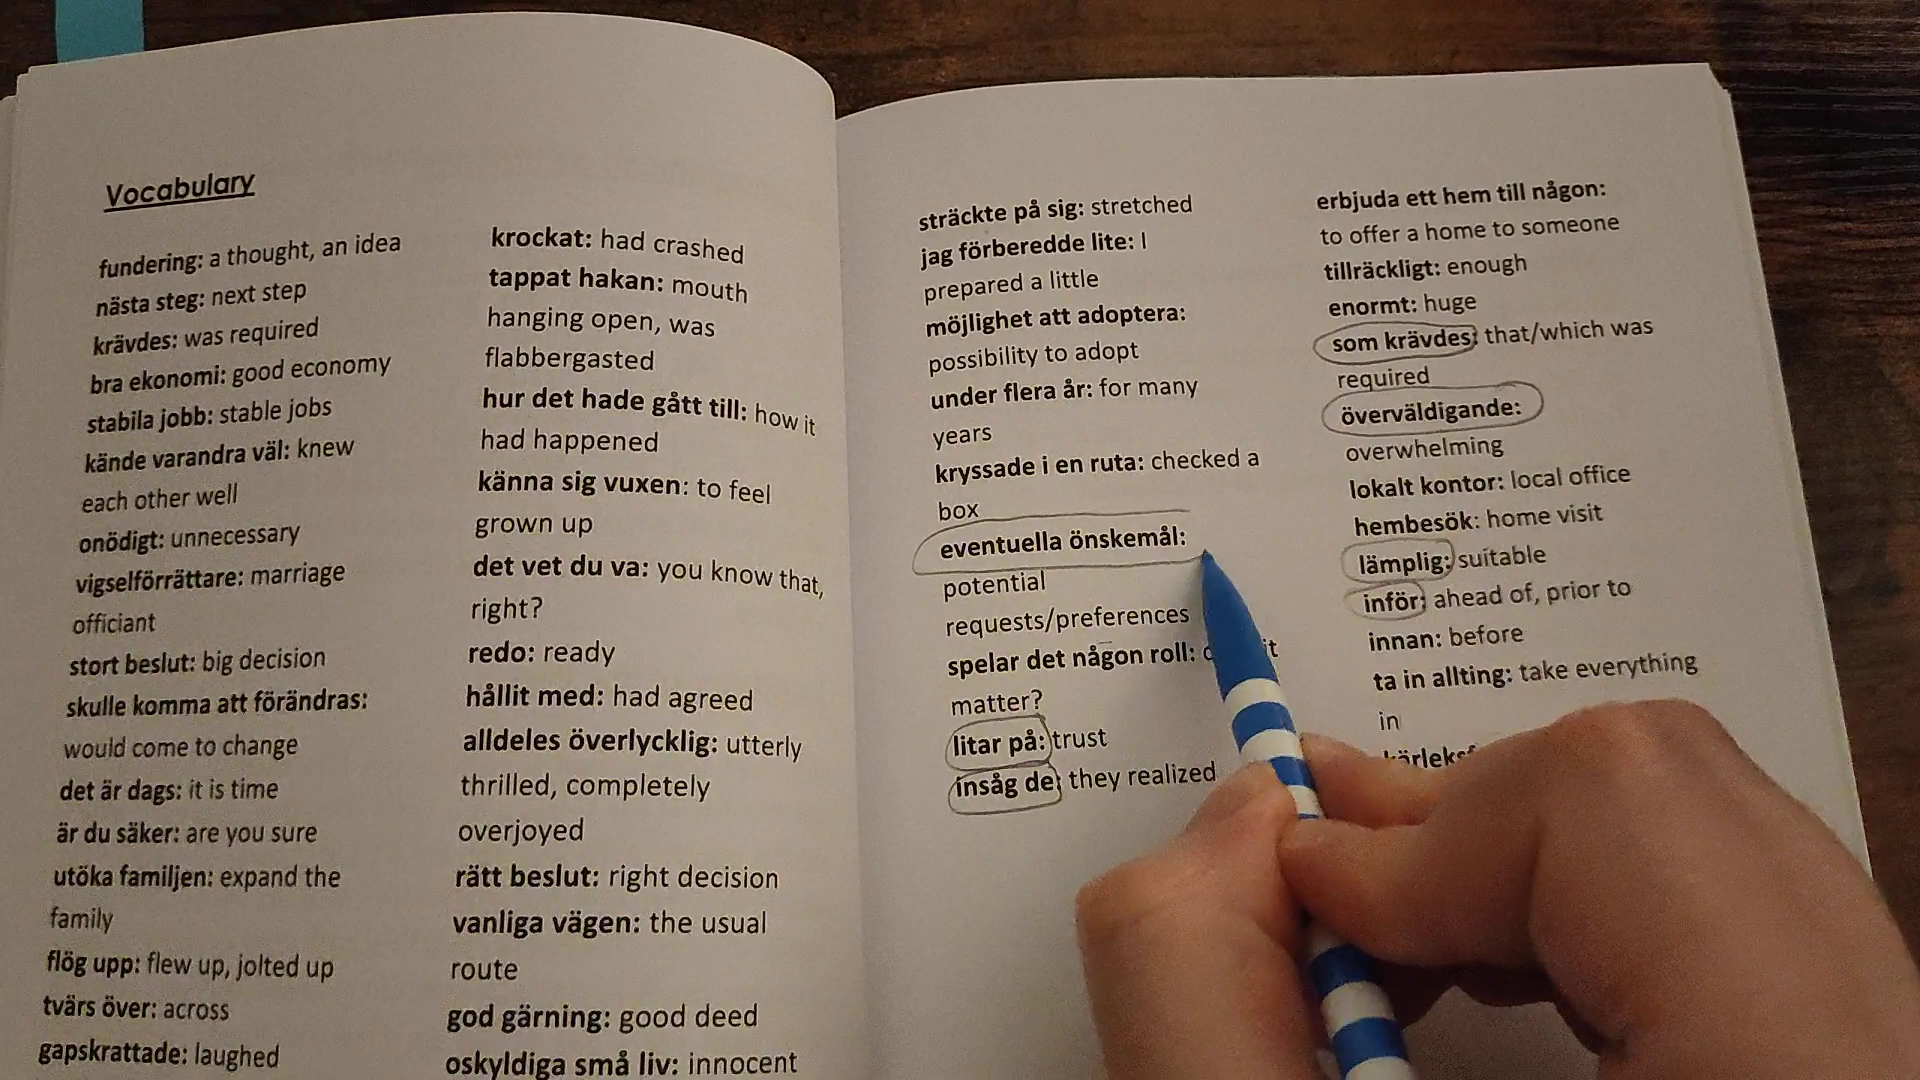 Vocabulary
fundering: a thought, an idea
nästa steg: next step
krävdes: was required
bra ekonomi: good economy
stabila jobb: stable jobs
kände varandra väl: knew
each other well
onödigt: unnecessary
vigselförrättare: marriage
officiant
stort beslut: big decision
skulle komma att förändras:
would come to change
det är dags: it is time
är du säker: are you sure
utöka familjen: expand the
family
flög upp: flew up, jolted up
tvärs över: across
gapskrattade: laughed
krockat: had crashed
tappat hakan: mouth
hanging open, was
flabbergasted
hur det hade gått till: how it
had happened
känna sig vuxen: to feel
grown up
det vet du va: you know that,
right?
redo: ready
hållit med: had agreed
alldeles överlycklig: utterly
thrilled, completely
overjoyed
rätt beslut: right decision
vanliga vägen: the usual
route
god gärning: good deed
oskyldiga små liv: innocent
sträckte på sig: stretched
jag förberedde lite: I
prepared a little
möjlighet att adoptera:
possibility to adopt
under flera år: for many
years
kryssade i en ruta: checked a
box
eventuella önskemål:
potential
requests/preferences
spelar det någon roll: it
matter?
litar på: trust
insåg de: they realized
erbjuda ett hem till någon:
to offer a home to someone
tillräckligt: enough
enormt: huge
som krävdes: that/which was
required
överväldigande:
overwhelming
lokalt kontor: local office
hembesök: home visit
lämplig: suitable
inför: ahead of, prior to
innan: before
ta in allting: take everything
in